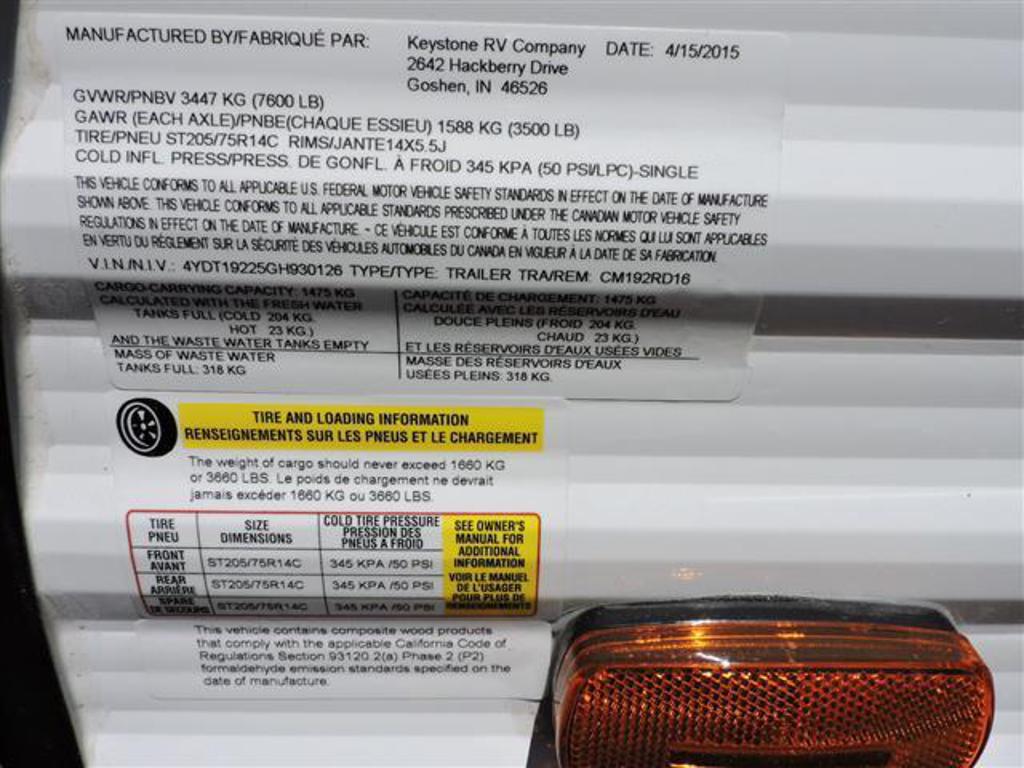 MANUFACTURED BY/FABRIQUÉ PAR: Keystone RV Company DATE: 4/15/2015
2642 Hackberry Drive
Goshen, IN 46526
GVWR/PNBV 3447 KG (7600 LB)
GAWR (EACH AXLE)/PNBE(CHAQUE ESSIEU) 1588 KG (3500 LB)
TIRE/PNEU ST205/75R14C RIMS/JANTE14X5.5J
COLD INFL. PRESS/PRESS. DE GONFL. À FROID 345 KPA (50 PSI/LPC)-SINGLE
THIS VEHICLE CONFORMS TO ALL APPLICABLE U.S. FEDERAL MOTOR VEHICLE SAFETY STANDARDS IN EFFECT ON THE DATE OF MANUFACTURE
SHOWN ABOVE. THIS VEHICLE CONFORMS TO ALL APPLICABLE STANDARDS PRESCRIBED UNDER THE CANADIAN MOTOR VEHICLE SAFETY
REGULATIONS IN EFFECT ON THE DATE OF MANUFACTURE. - CE VÉHICULE EST CONFORME À TOUTES LES NORMES QUI LUI SONT APPLICABLES
EN VERTU DU RÈGLEMENT SUR LA SÉCURITÉ DES VÉHICULES AUTOMOBILES DU CANADA EN VIGUEUR À LA DATE DE SA FABRICATION.
V.I.N./N.I.V.: 4YDT19225GH930126 TYPE/TYPE: TRAILER TRA/REM: CM192RD16
CARGO-CARRYING CAPACITY: 1475 KG
CALCULATED WITH THE FRESH WATER
TANKS FULL (COLD 204 KG.
HOT 23 KG.)
AND THE WASTE WATER TANKS EMPTY
MASS OF WASTE WATER
TANKS FULL: 318 KG
CAPACITÉ DE CHARGEMENT: 1475 KG
CALCULÉE AVEC LES RÉSERVOIRS D'EAU
DOUCE PLEINS (FROID 204 KG.
CHAUD 23 KG.)
ET LES RÉSERVOIRS D'EAUX USÉES VIDES
MASSE DES RÉSERVOIRS D'EAUX
USÉES PLEINS: 318 KG.
TIRE AND LOADING INFORMATION
RENSEIGNEMENTS SUR LES PNEUS ET LE CHARGEMENT
The weight of cargo should never exceed 1660 KG
or 3660 LBS. Le poids de chargement ne devrait
jamais excéder 1660 KG ou 3660 LBS.
TIRE
PNEU
SIZE
DIMENSIONS
COLD TIRE PRESSURE
PRESSION DES
PNEUS A FROID
FRONT
AVANT
ST205/75R14C 345 KPA /50 PSI
REAR
ARRIÈRE
ST205/75R14C 345 KPA /50 PSI
SPARE
DE SECOURS
ST205/75R14C 345 KPA /50 PSI
SEE OWNER'S
MANUAL FOR
ADDITIONAL
INFORMATION
VOIR LE MANUEL
DE L'USAGER
POUR PLUS DE
RENSEIGNEMENTS
This vehicle contains composite wood products
that comply with the applicable California Code of
Regulations Section 93120.2(a) Phase 2 (P2)
formaldehyde emission standards specified on the
date of manufacture.